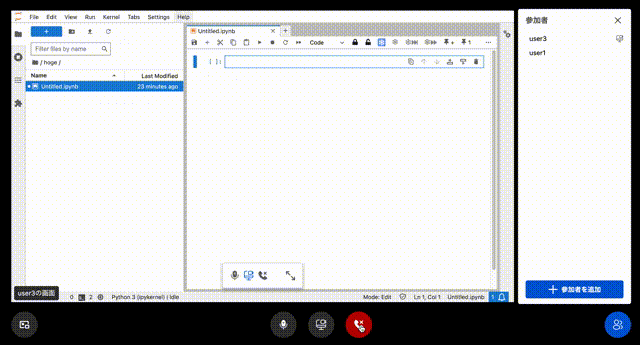 File Edit View Run Kernel Tabs Settings Help
Filter files by name
/ hoge /
Name Last Modified
Untitled.ipynb 23 minutes ago
Untitled.ipynb
Code
[ ]:
user3の画面
0 2 Python 3 (ipykernel) | Idle Mode: Edit Ln 1, Col 1 Untitled.ipynb 1
参加者
user3
user1
参加者を追加